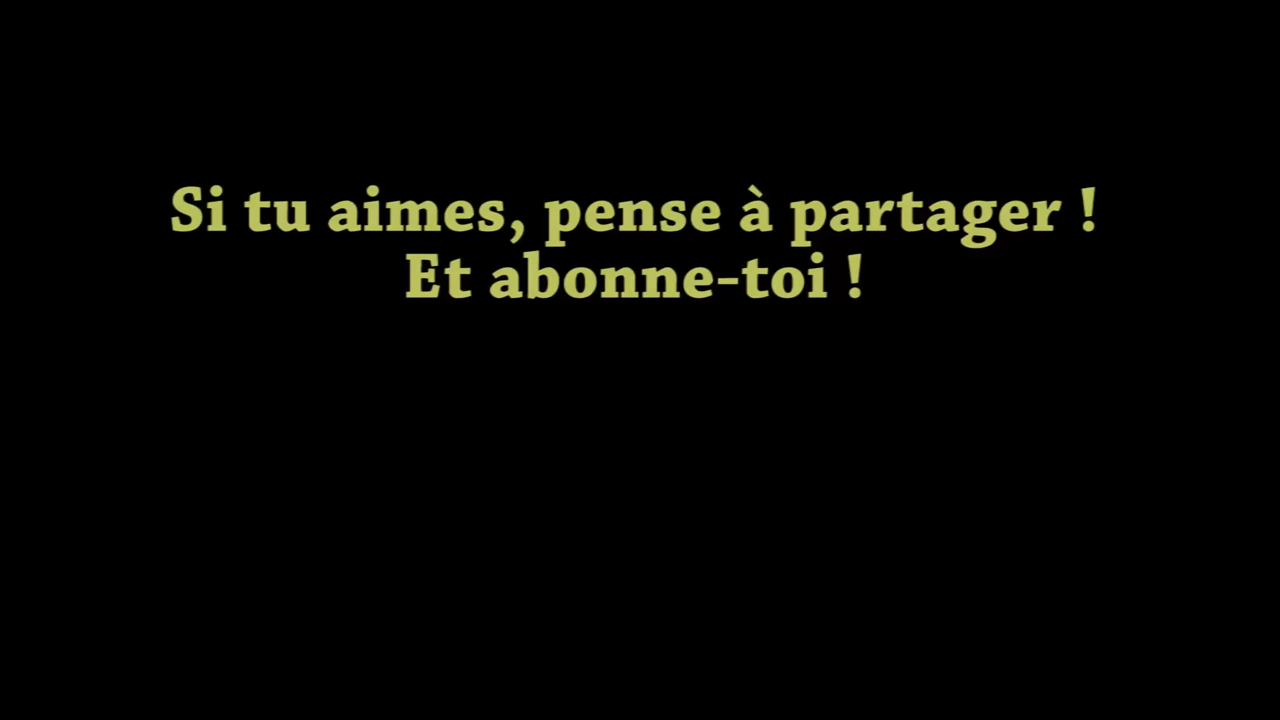 Si tu aimes, pense à partager !
Et abonne-toi !